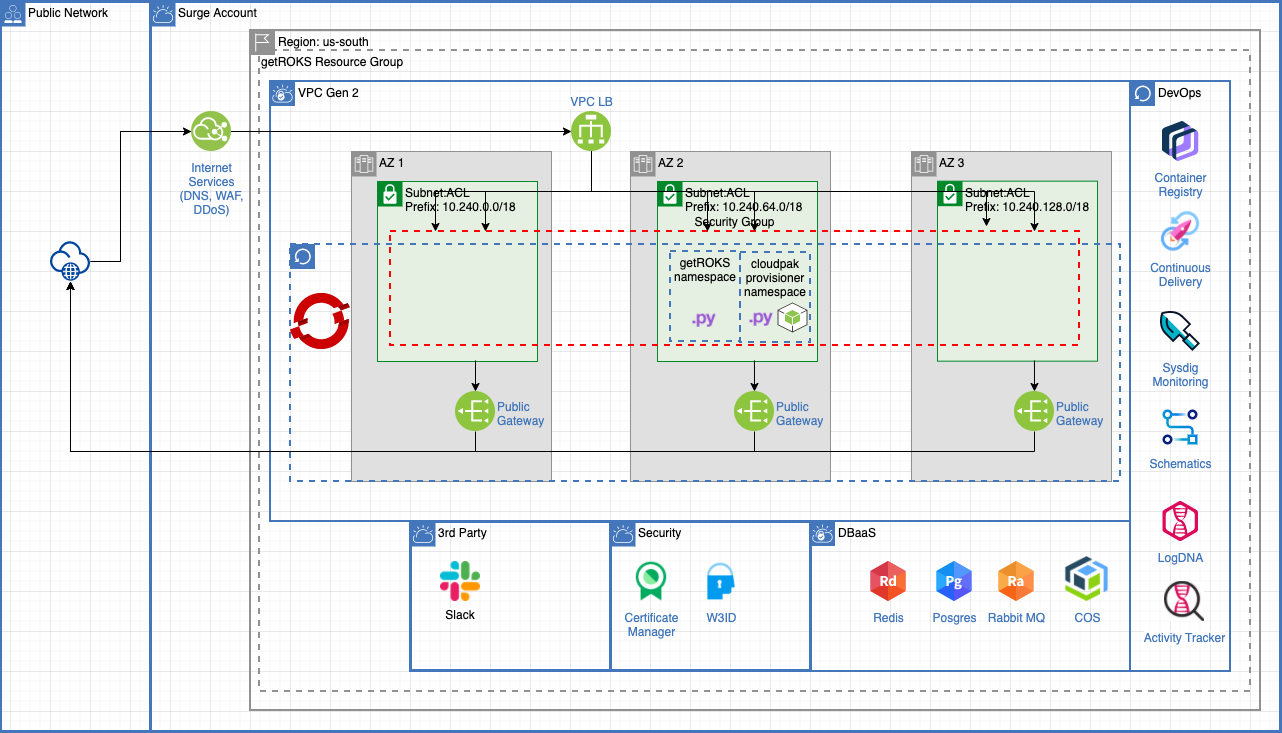 Public Network
Surge Account
Region: us-south
getROKS Resource Group
VPC Gen 2
DevOps
VPC LB
Internet
Services
(DNS, WAF,
DDoS)
AZ 1
AZ 2
AZ 3
Subnet:ACL
Prefix: 10.240.0.0/18
Subnet:ACL
Prefix: 10.240.64.0/18
Security Group
Subnet:ACL
Prefix: 10.240.128.0/18
getROKS
namespace
.py
cloudpak
provisioner
namespace
.py
Public
Gateway
Public
Gateway
Public
Gateway
Container
Registry
Continuous
Delivery
Sysdig
Monitoring
Schematics
LogDNA
Activity Tracker
3rd Party
Slack
Security
Certificate
Manager
W3ID
DBaaS
Rd
Redis
Pg
Posgres
Ra
Rabbit MQ
COS